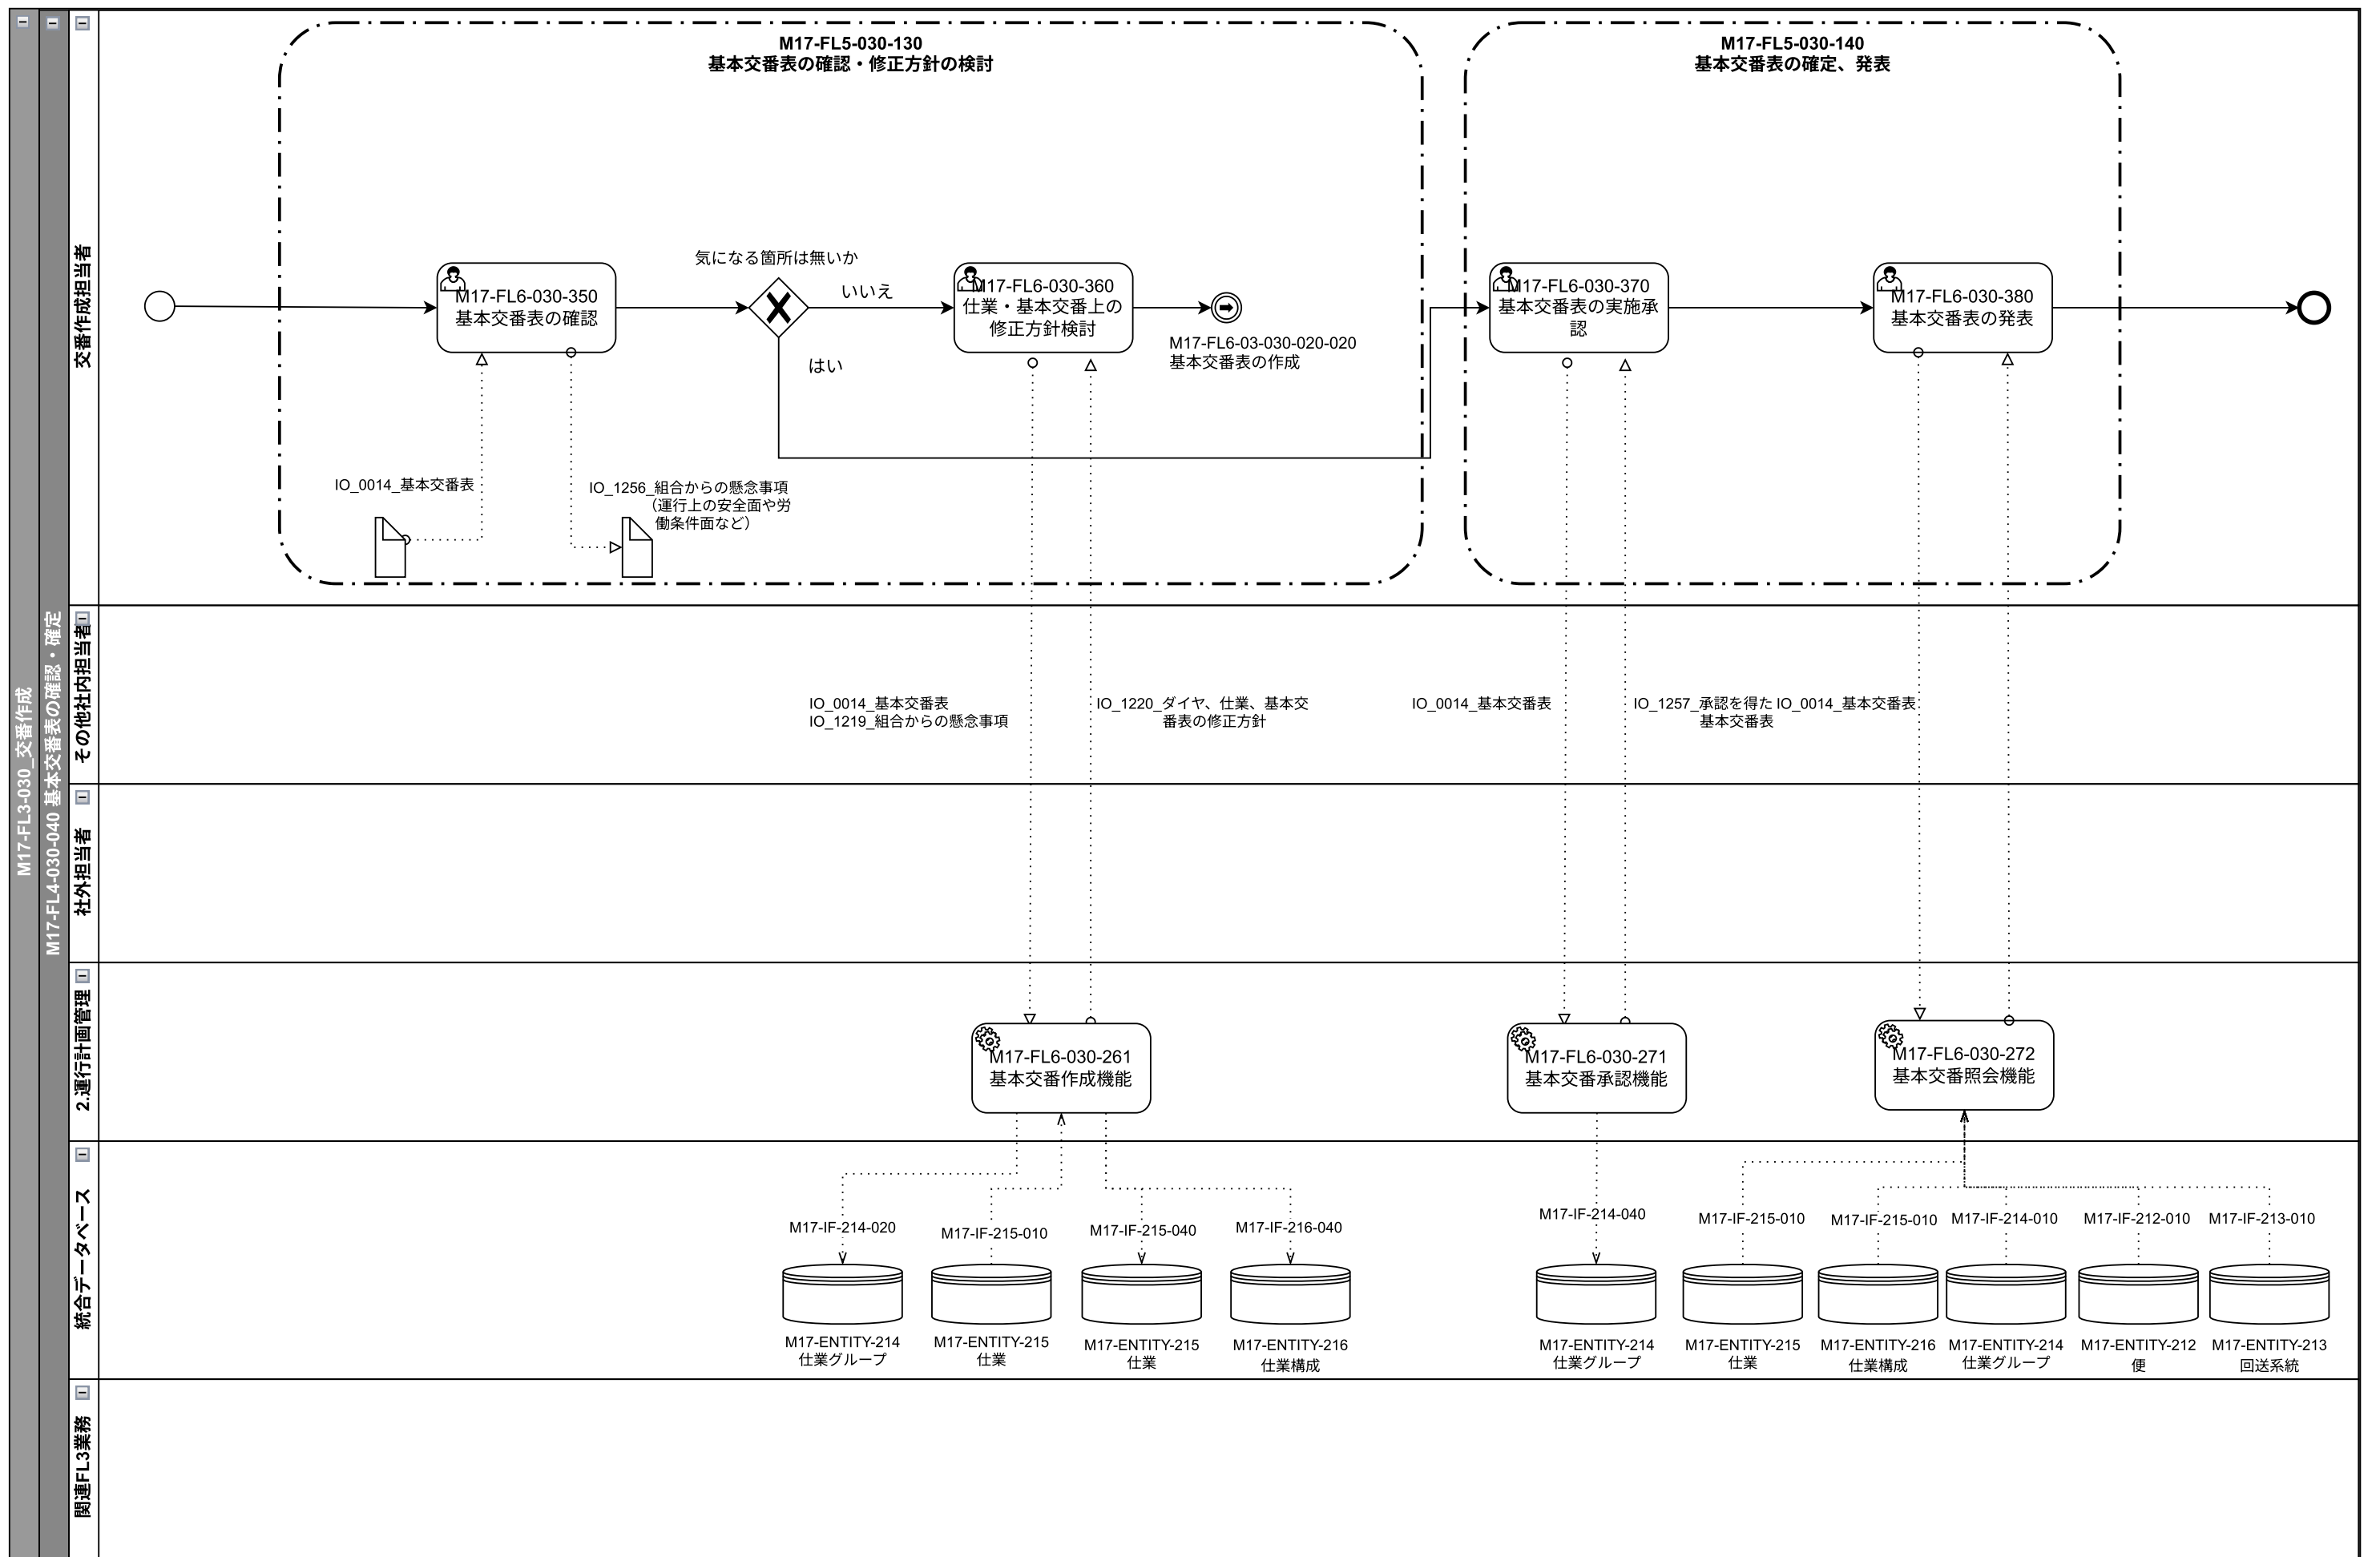 M17-FL3-030_交番作成
M17-FL4-030-040 基本交番表の確認・確定
交番作成担当者
M17-FL5-030-130
基本交番表の確認・修正方針の検討
M17-FL5-030-140
基本交番表の確定、発表
M17-FL6-030-350
基本交番表の確認
気になる箇所は無いか
いいえ
はい
M17-FL6-030-360
仕業・基本交番上の
修正方針検討
M17-FL6-03-030-020-020
基本交番表の作成
M17-FL6-030-370
基本交番表の実施承
認
M17-FL6-030-380
基本交番表の発表
IO_0014_基本交番表
IO_1256_組合からの懸念事項
（運行上の安全面や労
働条件面など）
その他社内担当者
IO_0014_基本交番表
IO_1219_組合からの懸念事項
IO_1220_ダイヤ、仕業、基本交
番表の修正方針
IO_0014_基本交番表
IO_1257_承認を得た
基本交番表
IO_0014_基本交番表
社外担当者
2.運行計画管理
M17-FL6-030-261
基本交番作成機能
M17-FL6-030-271
基本交番承認機能
M17-FL6-030-272
基本交番照会機能
統合データベース
M17-IF-214-020
M17-IF-215-010
M17-IF-215-040
M17-IF-216-040
M17-IF-214-040
M17-IF-215-010
M17-IF-215-010
M17-IF-214-010
M17-IF-212-010
M17-IF-213-010
M17-ENTITY-214
仕業グループ
M17-ENTITY-215
仕業
M17-ENTITY-215
仕業
M17-ENTITY-216
仕業構成
M17-ENTITY-214
仕業グループ
M17-ENTITY-215
仕業
M17-ENTITY-216
仕業構成
M17-ENTITY-214
仕業グループ
M17-ENTITY-212
便
M17-ENTITY-213
回送系統
関連FL3業務